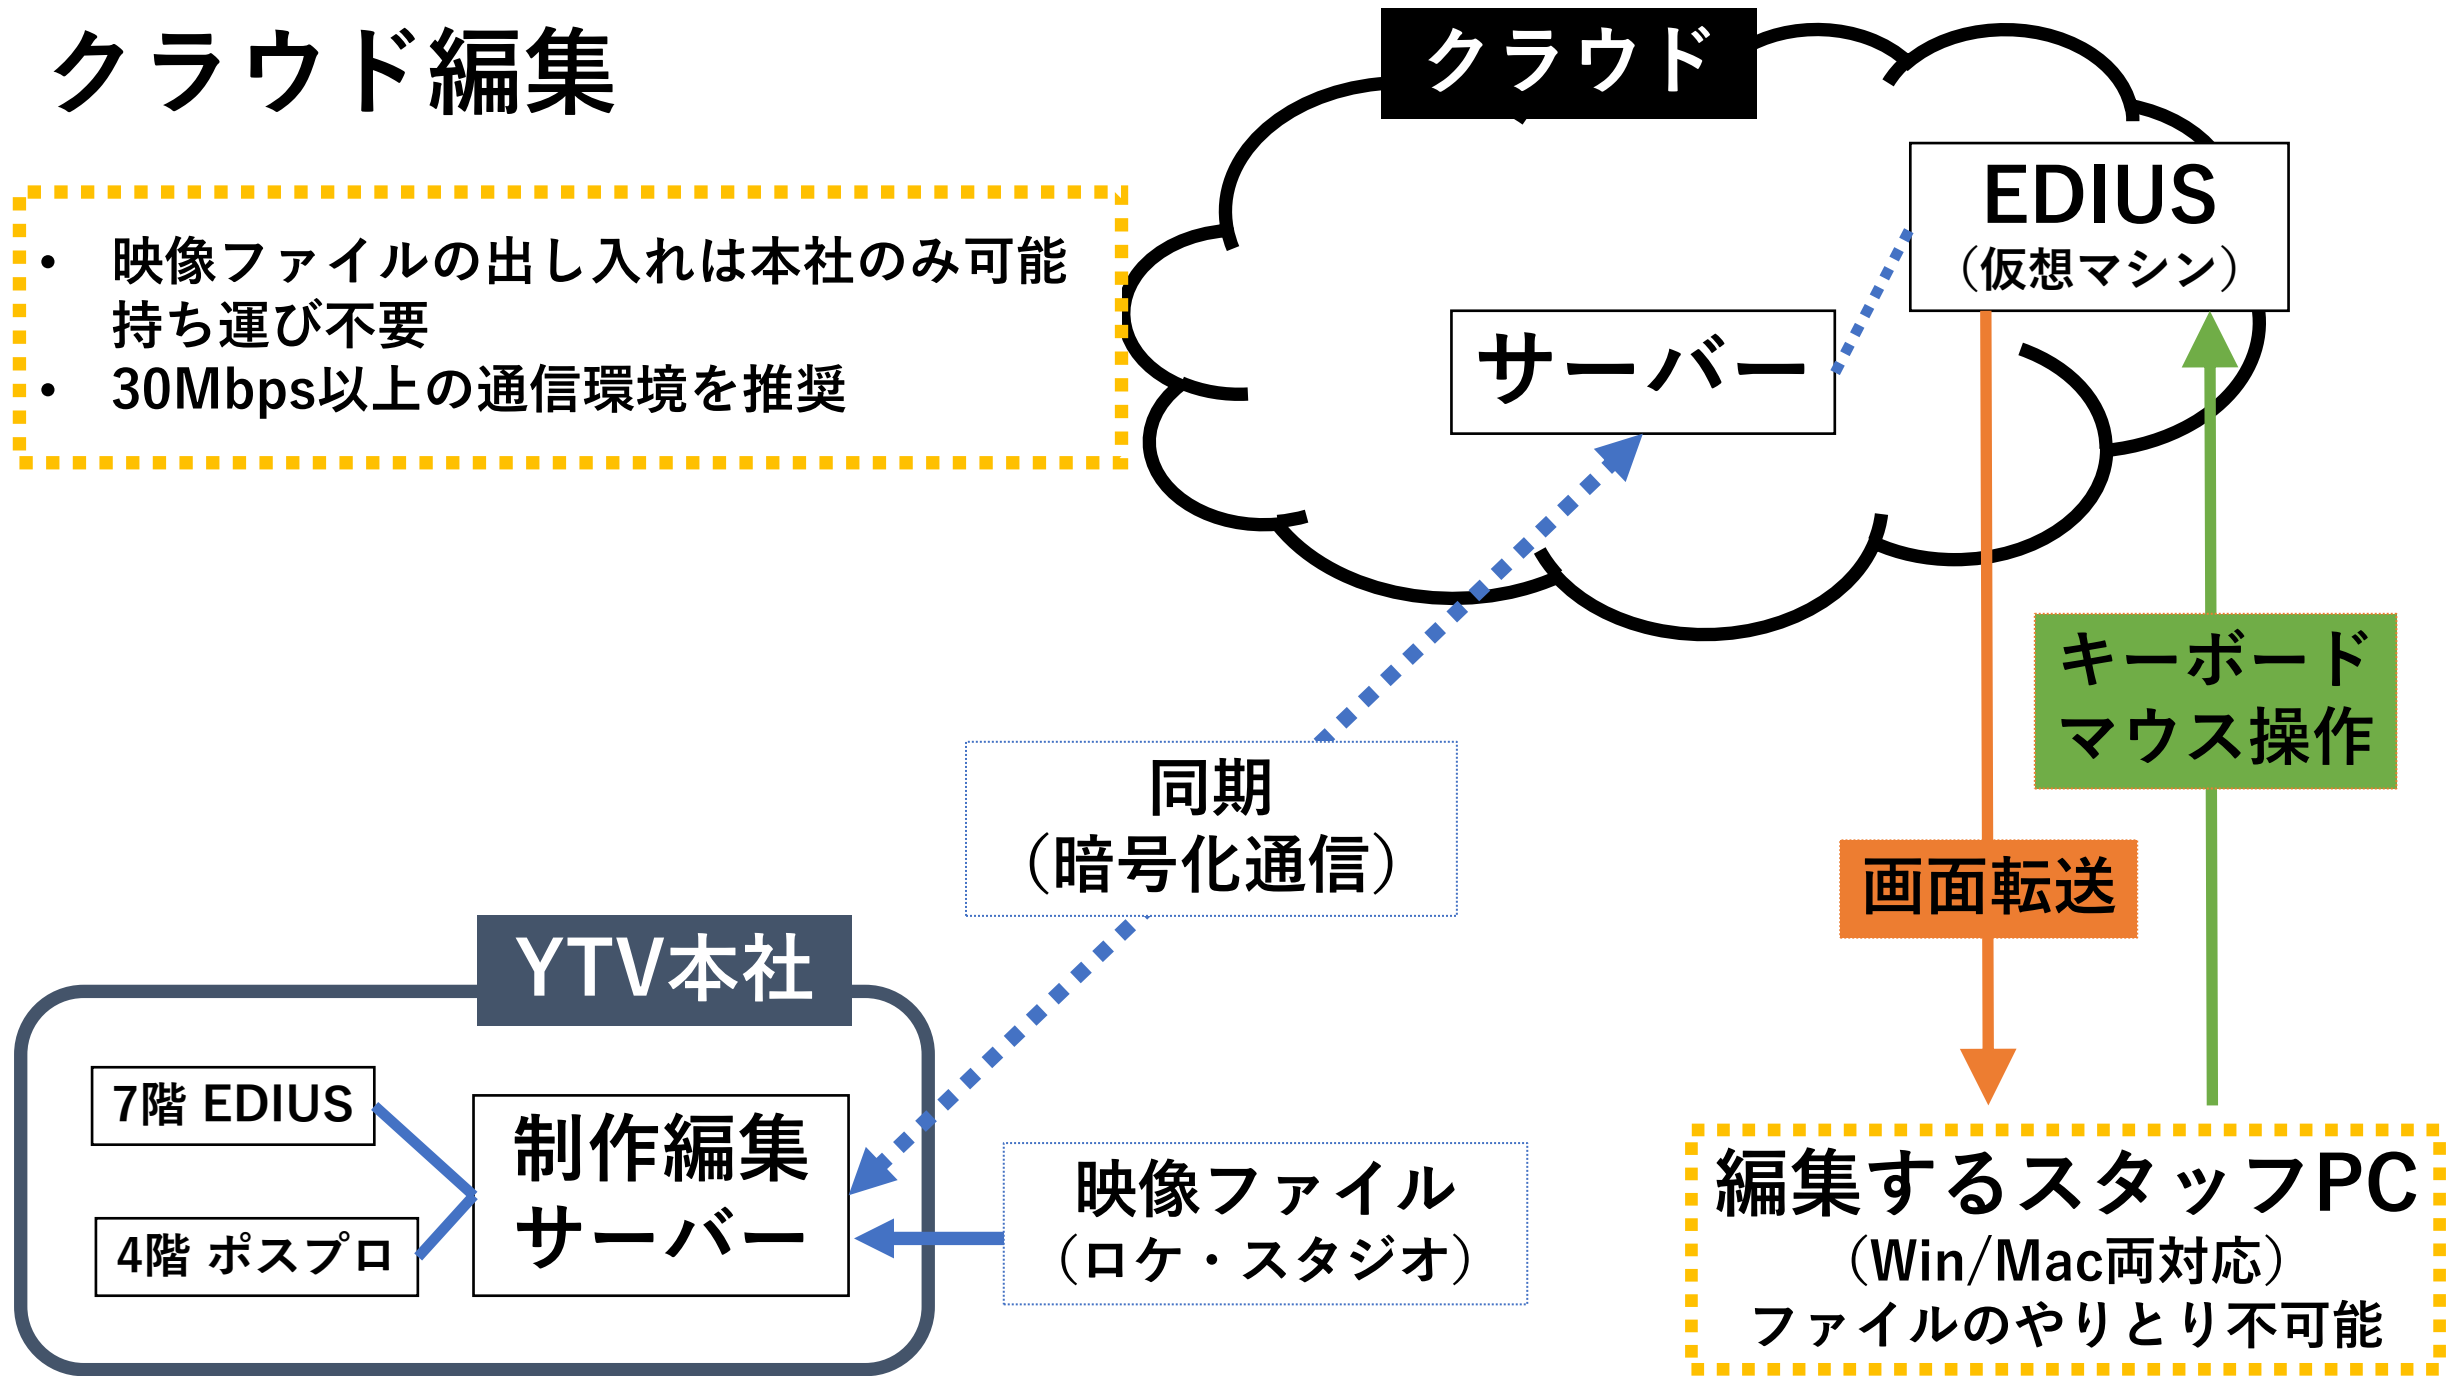 クラウド編集
• 映像ファイルの出し入れは本社のみ可能
持ち運び不要
• 30Mbps以上の通信環境を推奨
クラウド
EDIUS
（仮想マシン）
サーバー
キーボード
マウス操作
画面転送
同期
（暗号化通信）
YTV本社
7階 EDIUS
4階 ポスプロ
制作編集
サーバー
映像ファイル
（ロケ・スタジオ）
編集するスタッフPC
（Win/Mac両対応）
ファイルのやりとり不可能